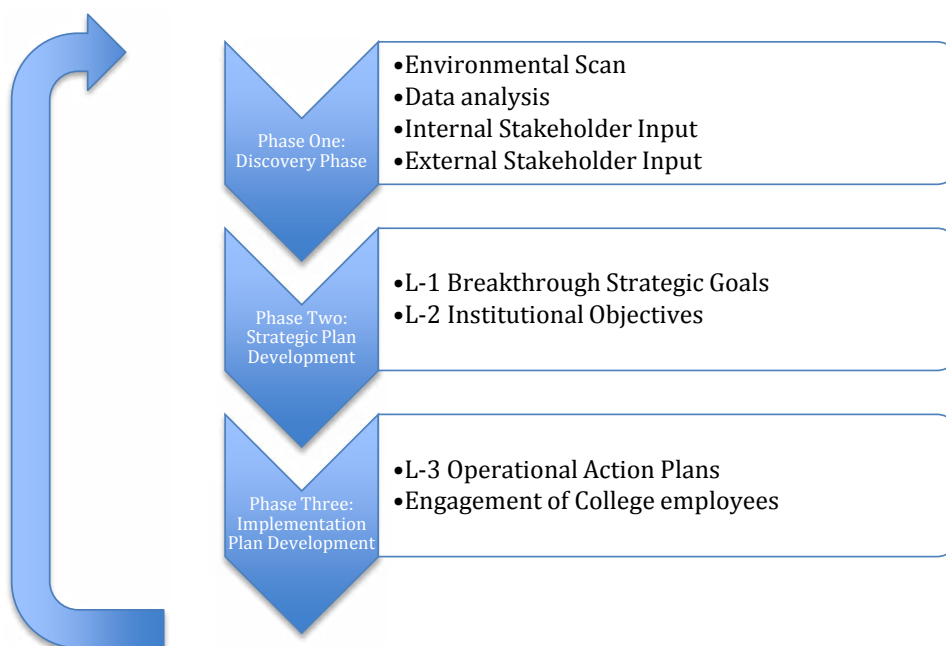 Phase One:
Discovery Phase
•Environmental Scan
•Data analysis
•Internal Stakeholder Input
•External Stakeholder Input
Phase Two:
Strategic Plan
Development
•L-1 Breakthrough Strategic Goals
•L-2 Institutional Objectives
Phase Three:
Implementation
Plan Development
•L-3 Operational Action Plans
•Engagement of College employees